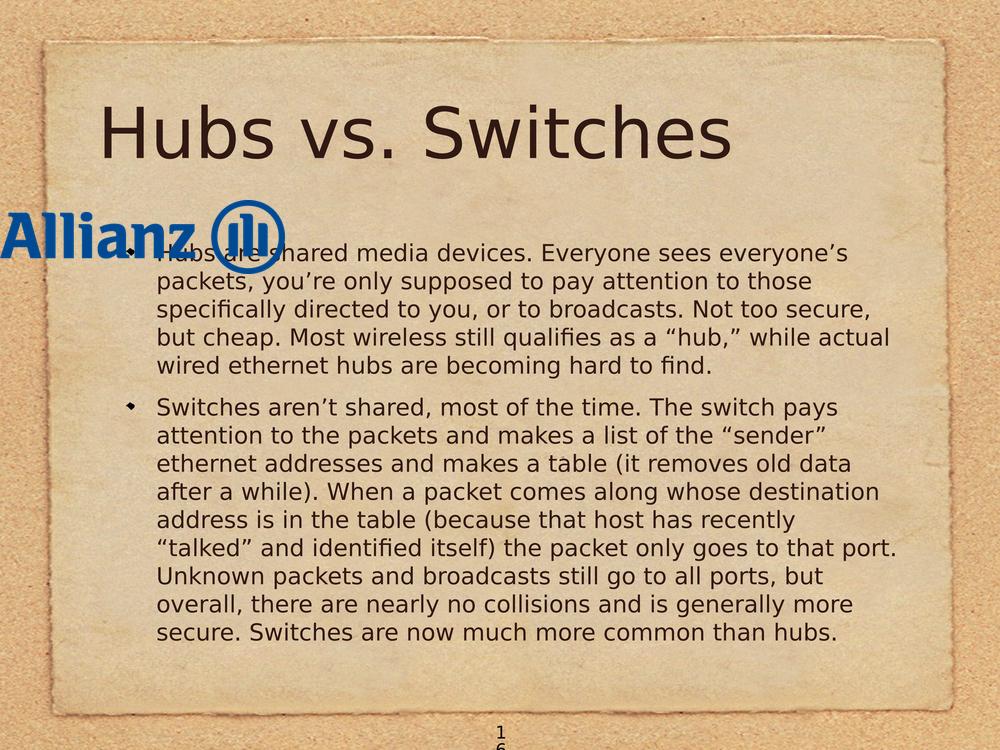 Hubs vs. Switches
Allianz
Hubs are shared media devices. Everyone sees everyone’s
packets, you’re only supposed to pay attention to those
specifically directed to you, or to broadcasts. Not too secure,
but cheap. Most wireless still qualifies as a “hub,” while actual
wired ethernet hubs are becoming hard to find.
Switches aren’t shared, most of the time. The switch pays
attention to the packets and makes a list of the “sender”
ethernet addresses and makes a table (it removes old data
after a while). When a packet comes along whose destination
address is in the table (because that host has recently
“talked” and identified itself) the packet only goes to that port.
Unknown packets and broadcasts still go to all ports, but
overall, there are nearly no collisions and is generally more
secure. Switches are now much more common than hubs.
1
6